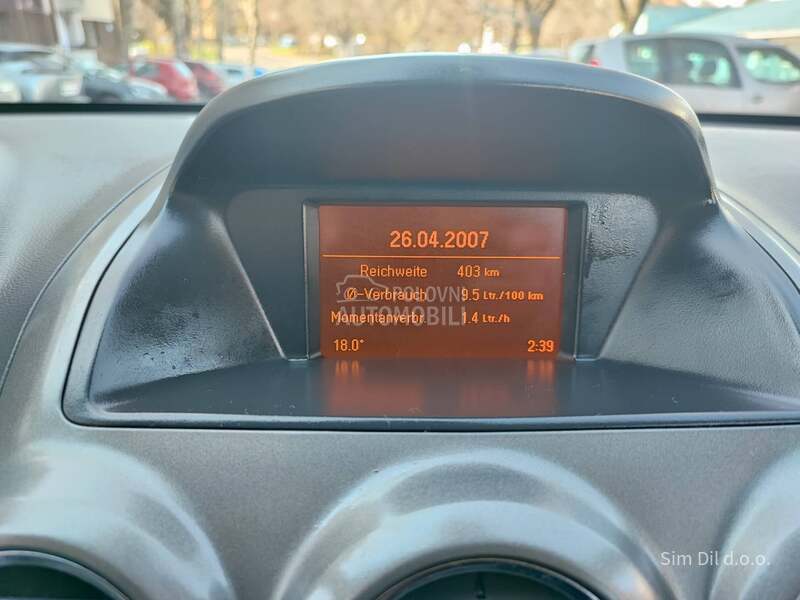 26.04.2007
Reichweite 403 km
Ø-Verbrauch 9.5 Ltr./100 km
Momentanverbr. 1.4 Ltr./h
18.0° 2:39
POLOVNI
AUTOMOBILI
Sim Dil d.o.o.